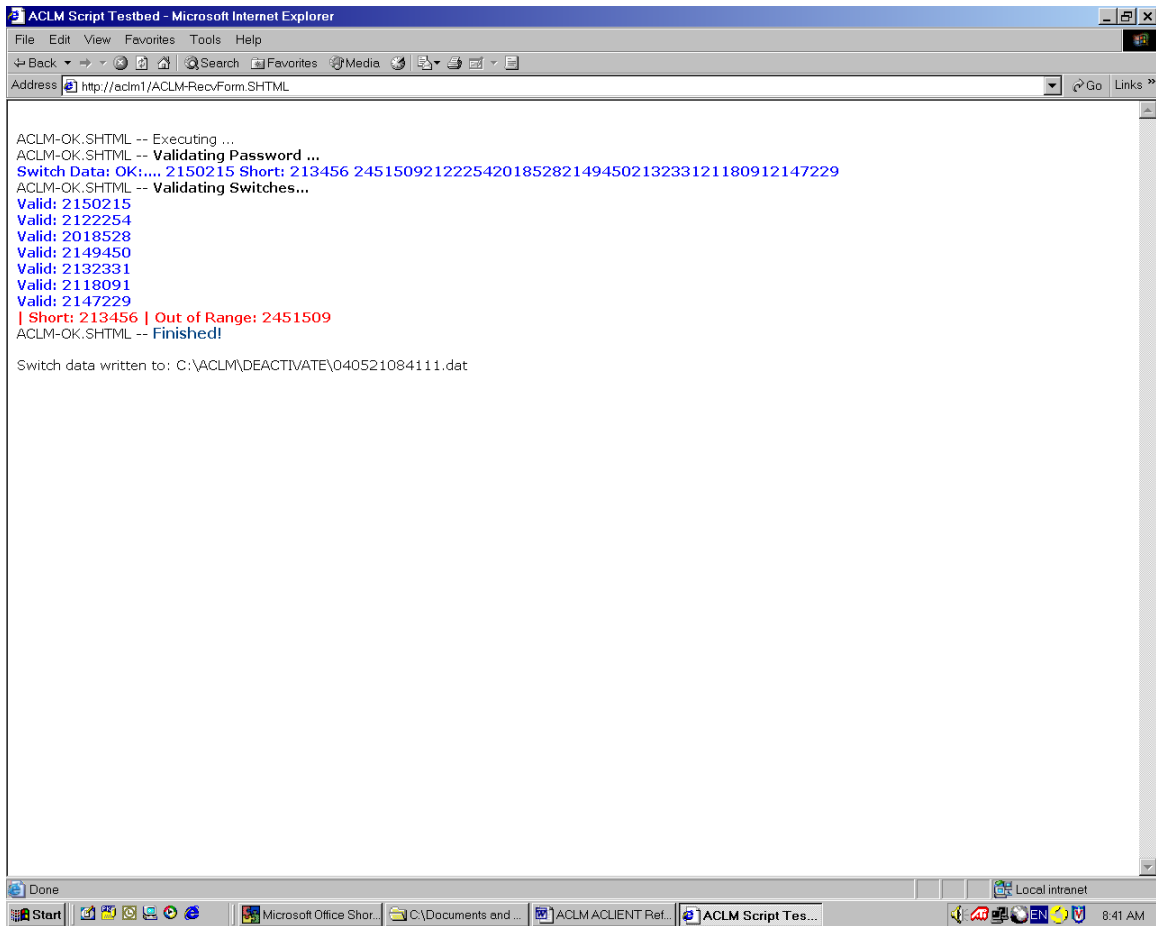 ACLM Script Testbed - Microsoft Internet Explorer
File Edit View Favorites Tools Help
Back Search Favorites Media
Address http://aclm1/ACLM-RecvForm.SHTML Go Links »
ACLM-OK.SHTML -- Executing ...
ACLM-OK.SHTML -- Validating Password ...
Switch Data: OK:.... 2150215 Short: 213456 24515092122254201852821494502132331211809 12147229
ACLM-OK.SHTML -- Validating Switches...
Valid: 2150215
Valid: 2122254
Valid: 2018528
Valid: 2149450
Valid: 2132331
Valid: 2118091
Valid: 2147229
| Short: 213456 | Out of Range: 2451509
ACLM-OK.SHTML -- Finished!
Switch data written to: C:\ACLM\DEACTIVATE\040521084111.dat
Done Local intranet
Start Microsoft Office Shor... C:\Documents and ... ACLM ACLIENT Ref... ACLM Script Tes... EN 8:41 AM